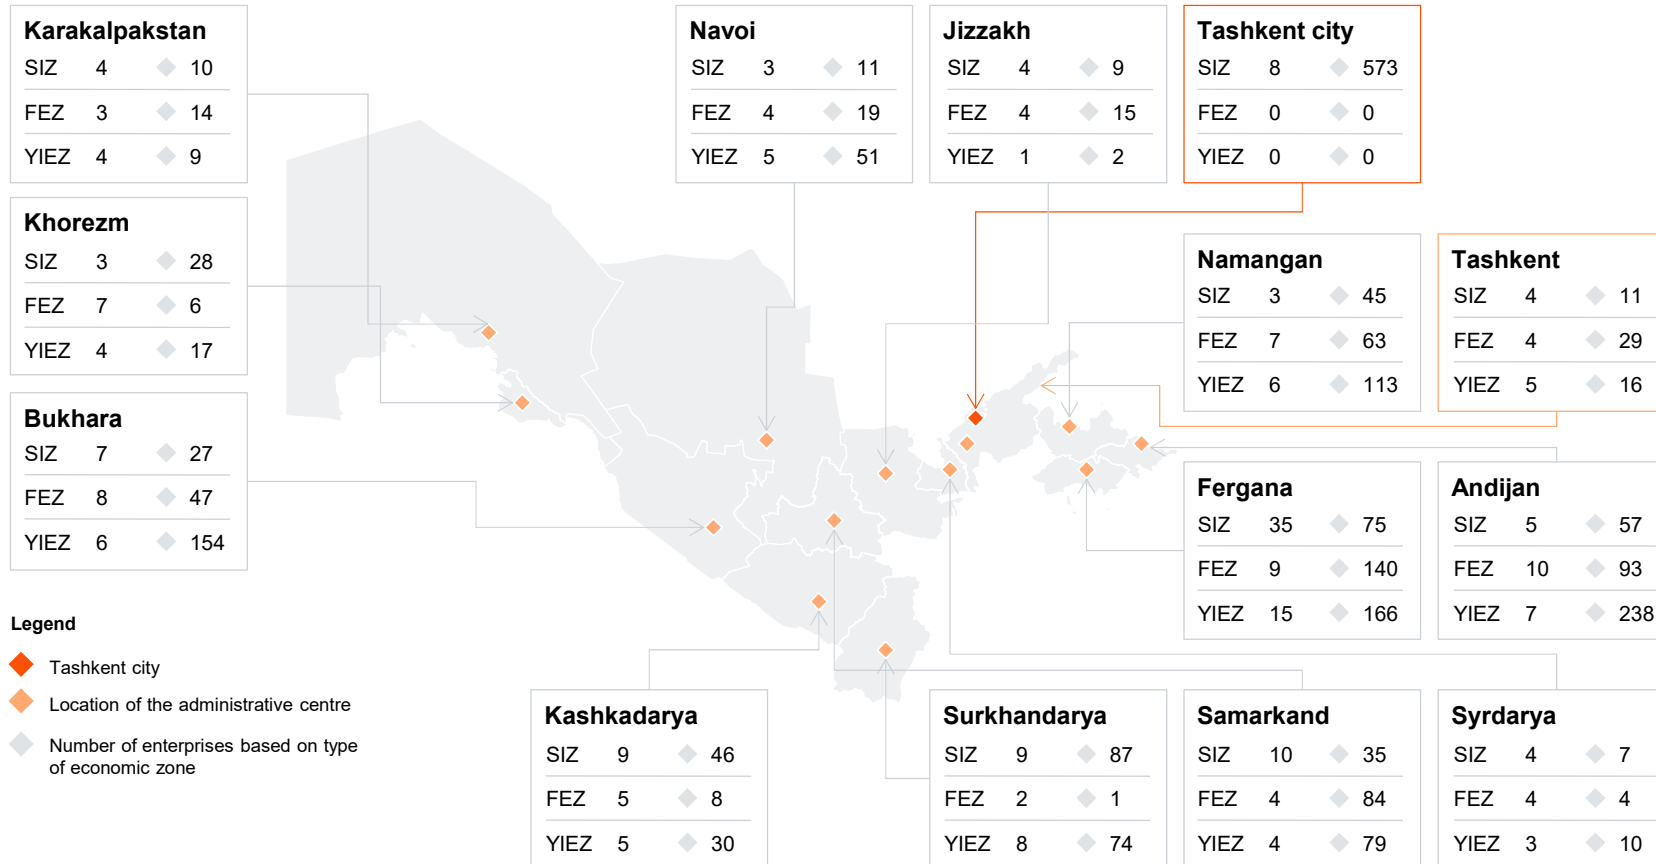 Karakalpakstan
SIZ 4 10
FEZ 3 14
YIEZ 4 9
Khorezm
SIZ 3 28
FEZ 7 6
YIEZ 4 17
Bukhara
SIZ 7 27
FEZ 8 47
YIEZ 6 154
Navoi
SIZ 3 11
FEZ 4 19
YIEZ 5 51
Jizzakh
SIZ 4 9
FEZ 4 15
YIEZ 1 2
Tashkent city
SIZ 8 573
FEZ 0 0
YIEZ 0 0
Namangan
SIZ 3 45
FEZ 7 63
YIEZ 6 113
Tashkent
SIZ 4 11
FEZ 4 29
YIEZ 5 16
Fergana
SIZ 35 75
FEZ 9 140
YIEZ 15 166
Andijan
SIZ 5 57
FEZ 10 93
YIEZ 7 238
Legend
Tashkent city
Location of the administrative centre
Number of enterprises based on type
of economic zone
Kashkadarya
SIZ 9 46
FEZ 5 8
YIEZ 5 30
Surkhandarya
SIZ 9 87
FEZ 2 1
YIEZ 8 74
Samarkand
SIZ 10 35
FEZ 4 84
YIEZ 4 79
Syrdarya
SIZ 4 7
FEZ 4 4
YIEZ 3 10